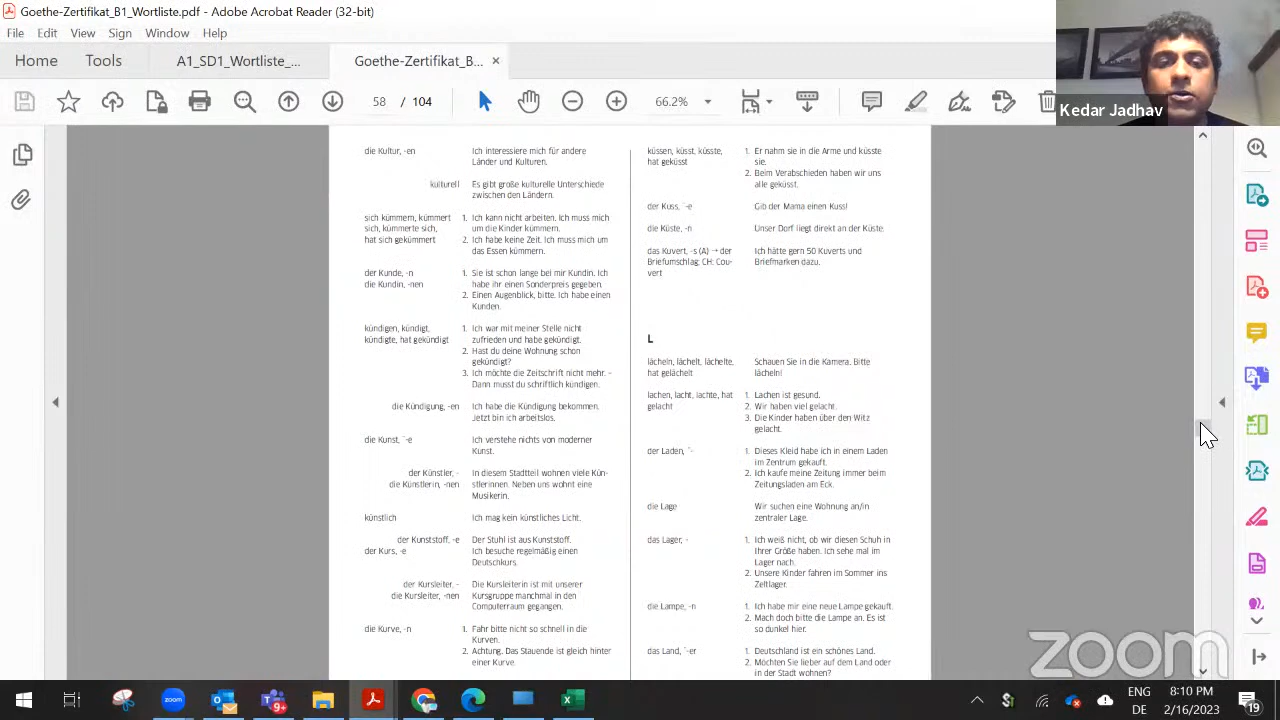 Goethe-Zertifikat_B1_Wortliste.pdf - Adobe Acrobat Reader (32-bit)
File Edit View Sign Window Help
Home Tools A1_SD1_Wortliste_... Goethe-Zertifikat_B... ×
58 / 104 66.2%
Kedar Jadhav
die Kultur, -en Ich interessiere mich für andere
Länder und Kulturen.
kulturell Es gibt große kulturelle Unterschiede
zwischen den Ländern.
sich kümmern, kümmert 1. Ich kann nicht arbeiten. Ich muss mich
sich, kümmerte sich, um die Kinder kümmern.
hat sich gekümmert 2. Ich habe keine Zeit. Ich muss mich um
das Essen kümmern.
der Kunde, -n 1. Sie ist schon lange bei mir Kundin. Ich
die Kundin, -nen habe ihr einen Sonderpreis gegeben.
2. Einen Augenblick, bitte. Ich habe einen
Kunden.
kündigen, kündigt, 1. Ich war mit meiner Stelle nicht
kündigte, hat gekündigt zufrieden und habe gekündigt.
2. Hast du deine Wohnung schon
gekündigt?
3. Ich möchte die Zeitschrift nicht mehr. –
Dann musst du schriftlich kündigen.
die Kündigung, -en Ich habe die Kündigung bekommen.
Jetzt bin ich arbeitslos.
die Kunst, ¨-e Ich verstehe nichts von moderner
Kunst.
der Künstler, - In diesem Stadtteil wohnen viele Kün-
die Künstlerin, -nen stlerinnen. Neben uns wohnt eine
Musikerin.
künstlich Ich mag kein künstliches Licht.
der Kunststoff, -e Der Stuhl ist aus Kunststoff.
der Kurs, -e Ich besuche regelmäßig einen
Deutschkurs.
der Kursleiter, - Die Kursleiterin ist mit unserer
die Kursleiter, -nen Kursgruppe manchmal in den
Computerraum gegangen.
die Kurve, -n 1. Fahr bitte nicht so schnell in die
Kurven.
2. Achtung. Das Stauende ist gleich hinter
einer Kurve.
küssen, küsst, küsste, 1. Er nahm sie in die Arme und küsste
hat geküsst sie.
2. Beim Verabschieden haben wir uns
alle geküsst.
der Kuss, ¨-e Gib der Mama einen Kuss!
die Küste, -n Unser Dorf liegt direkt an der Küste.
das Kuvert, -s (A) → der Ich hätte gern 50 Kuverts und
Briefumschlag; CH: Cou- Briefmarken dazu.
vert
L
lächeln, lächelt, lächelte, Schauen Sie in die Kamera. Bitte
hat gelächelt lächeln!
lachen, lacht, lachte, hat 1. Lachen ist gesund.
gelacht 2. Wir haben viel gelacht.
3. Die Kinder haben über den Witz
gelacht.
der Laden, ¨- 1. Dieses Kleid habe ich in einem Laden
im Zentrum gekauft.
2. Ich kaufe meine Zeitung immer beim
Zeitungsladen am Eck.
die Lage Wir suchen eine Wohnung an/in
zentraler Lage.
das Lager, - 1. Ich weiß nicht, ob wir diesen Schuh in
Ihrer Größe haben. Ich sehe mal im
Lager nach.
2. Unsere Kinder fahren im Sommer ins
Zeltlager.
die Lampe, -n 1. Ich habe mir eine neue Lampe gekauft.
2. Mach doch bitte die Lampe an. Es ist
so dunkel hier.
das Land, ¨-er 1. Deutschland ist ein schönes Land.
2. Möchten Sie lieber auf dem Land oder
in der Stadt wohnen?
zoom
zoom 9+ ENG 8:10 PM
DE 2/16/2023 19